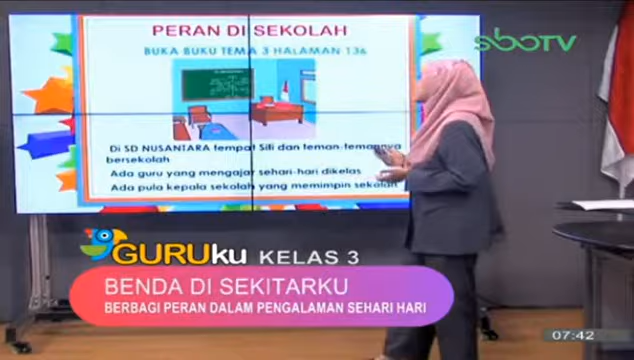 PERAN DI SEKOLAH
sboTV
BUKA BUKU TEMA 3 HALAMAN 136
Di SD NUSANTARA tempat Sili dan teman-temannya
bersekolah
Ada guru yang mengajar sehari-hari dikelas
Ada pula kepala sekolah yang memimpin sekolah
GURUku KELAS 3
BENDA DI SEKITARKU
BERBAGI PERAN DALAM PENGALAMAN SEHARI HARI
07:42